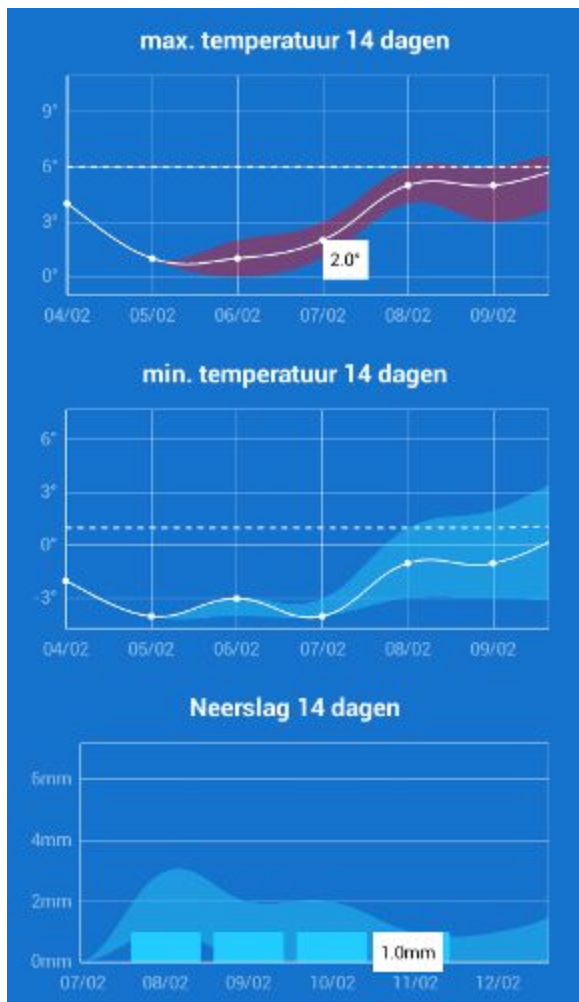 max. temperatuur 14 dagen
9°
6°
3°
2.0°
0°
04/02 05/02 06/02 07/02 08/02 09/02
min. temperatuur 14 dagen
6°
3°
0°
-3°
04/02 05/02 06/02 07/02 08/02 09/02
Neerslag 14 dagen
6mm
4mm
2mm
1.0mm
0mm
07/02 08/02 09/02 10/02 11/02 12/02